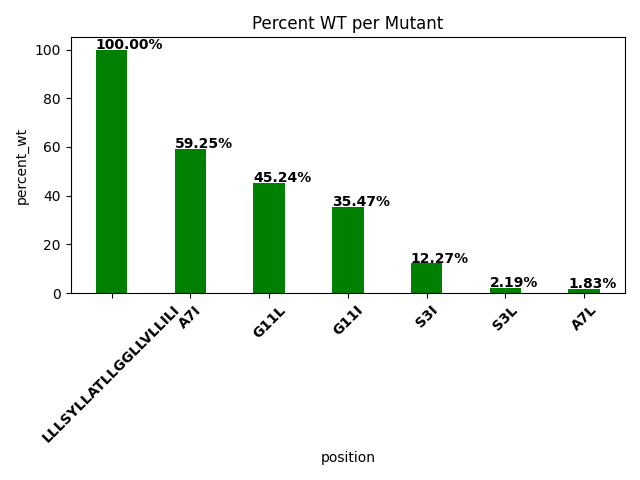 Percent WT per Mutant
percent_wt
100
80
60
40
20
0
100.00%
59.25%
45.24%
35.47%
12.27%
2.19%
1.83%
LLLSYLLATLLGGLLVLLILI
A7I
G11L
G11I
S3I
S3L
A7L
position